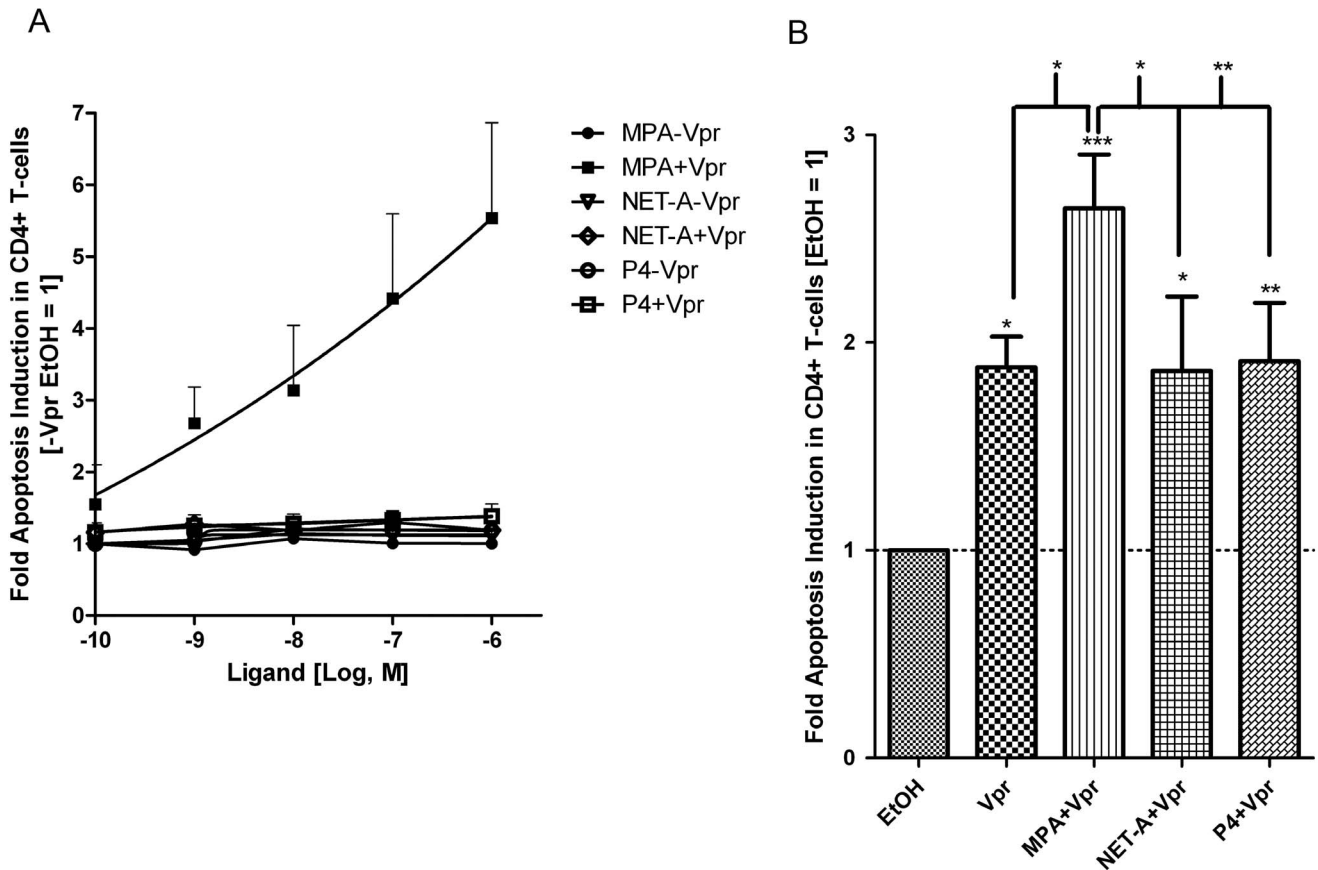 A
Fold Apoptosis Induction in CD4+ T-cells
[-Vpr EtOH = 1]
7
6
5
4
3
2
1
0
-10 -9 -8 -7 -6
Ligand [Log, M]
MPA-Vpr
MPA+Vpr
NET-A-Vpr
NET-A+Vpr
P4-Vpr
P4+Vpr
B
Fold Apoptosis Induction in CD4+ T-cells [EtOH = 1]
3
2
1
0
* * **
* *** * **
EtOH Vpr MPA+Vpr NET-A+Vpr P4+Vpr